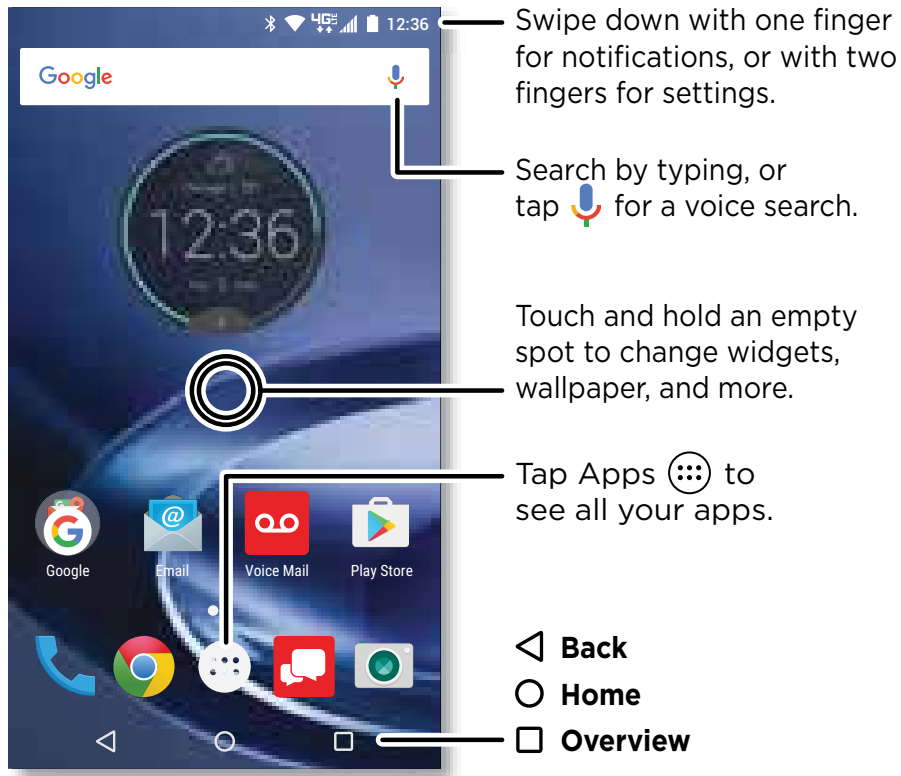 4G LTE 12:36
Swipe down with one finger
for notifications, or with two
fingers for settings.
Google
Search by typing, or
tap for a voice search.
12:36
Touch and hold an empty
spot to change widgets,
wallpaper, and more.
Tap Apps to
see all your apps.
@
Google Email Voice Mail Play Store
Back
Home
Overview